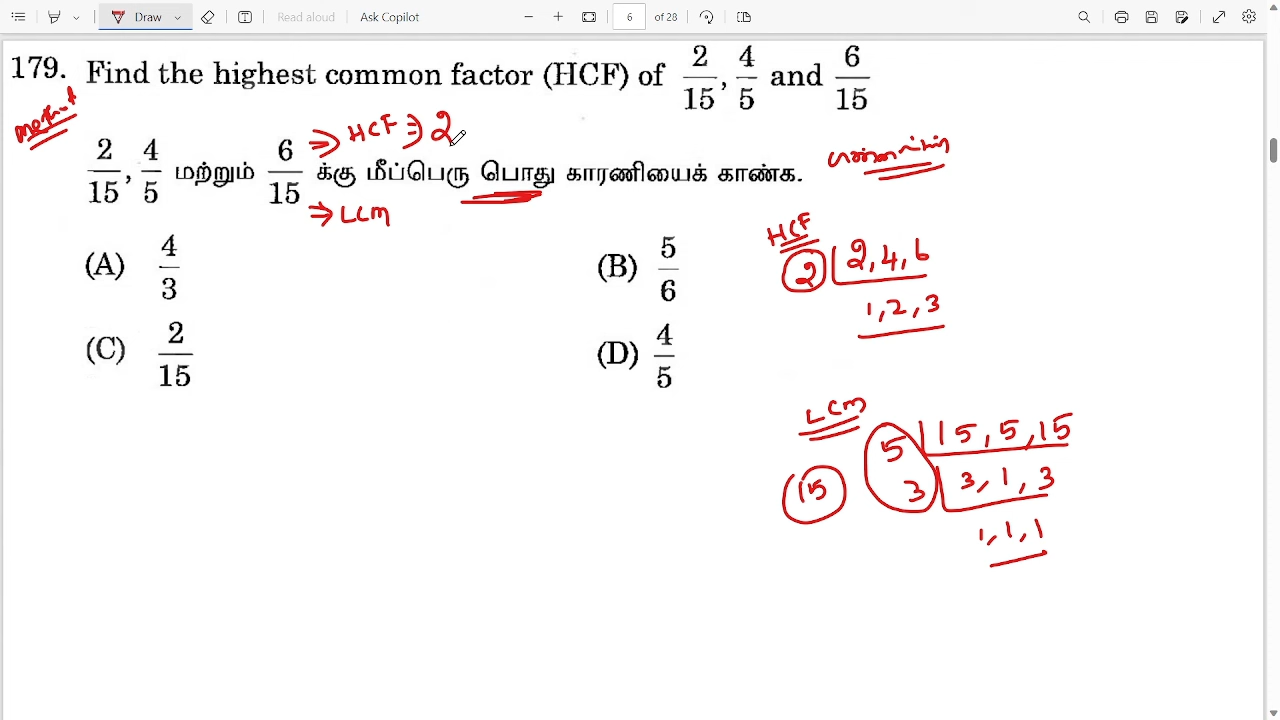 Draw Read aloud Ask Copilot 6 of 28
179. Find the highest common factor (HCF) of 2/15, 4/5 and 6/15
Method
⇒ HCF ⇒ 2
2/15, 4/5 மற்றும் 6/15 க்கு மீப்பெரு பொது காரணியைக் காண்க.
⇒ LCM
(A) 4/3 (B) 5/6
(C) 2/15 (D) 4/5
HCF
2 | 2, 4, 6
1, 2, 3
LCM
5 | 15, 5, 15
15 3 | 3, 1, 3
1, 1, 1